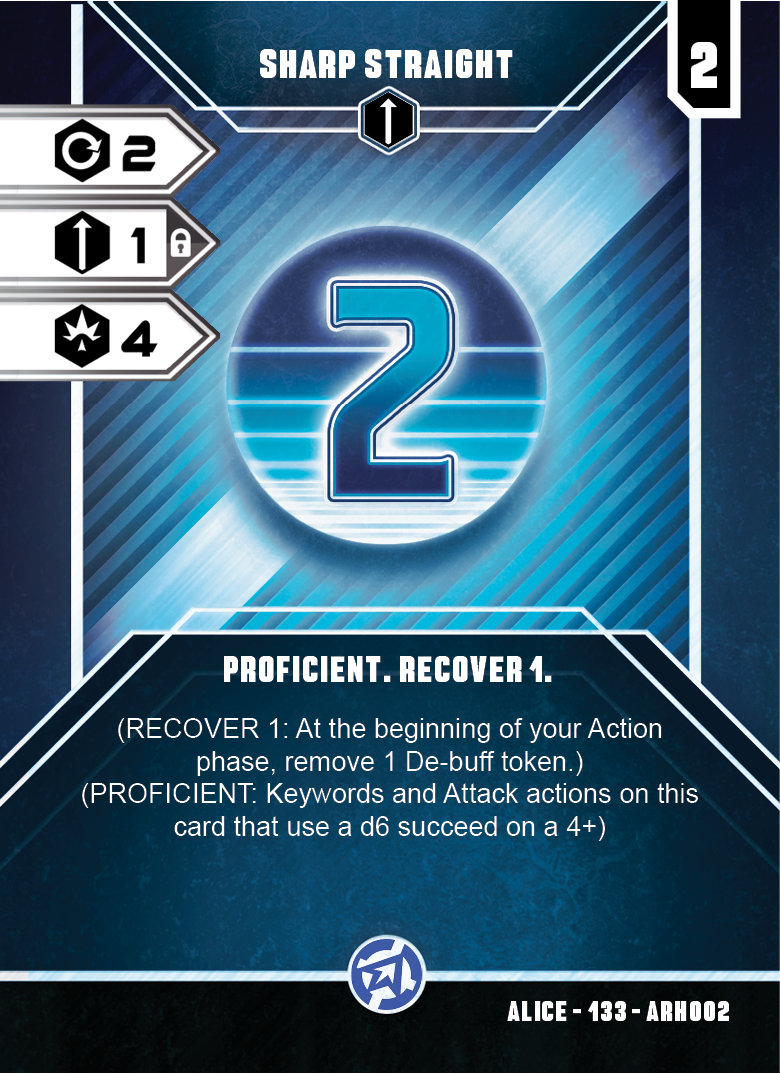 SHARP STRAIGHT
2
2
1
4
2
PROFICIENT. RECOVER 1.
(RECOVER 1: At the beginning of your Action
phase, remove 1 De-buff token.)
(PROFICIENT: Keywords and Attack actions on this
card that use a d6 succeed on a 4+)
ALICE - 133 - ARH002